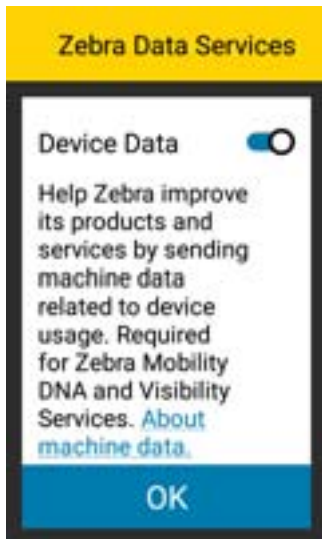 Zebra Data Services
Device Data
Help Zebra improve
its products and
services by sending
machine data
related to device
usage. Required
for Zebra Mobility
DNA and Visibility
Services. About
machine data.
OK